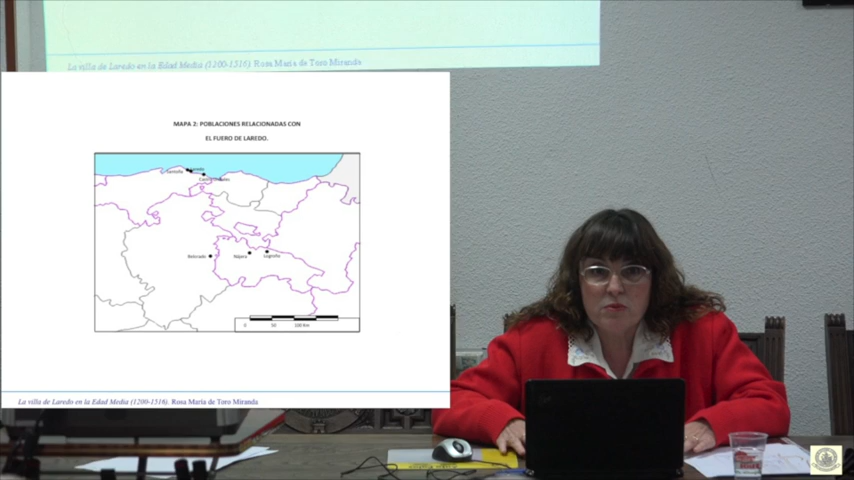 La villa de Laredo en la Edad Media (1200-1516) Rosa María de Toro Miranda
MAPA 2: POBLACIONES RELACIONADAS CON
EL FUERO DE LAREDO.
Santoña
Laredo
Belorado
Nájera
Logroño
0 50 100 Km
La villa de Laredo en la Edad Media (1200-1516). Rosa María de Toro Miranda